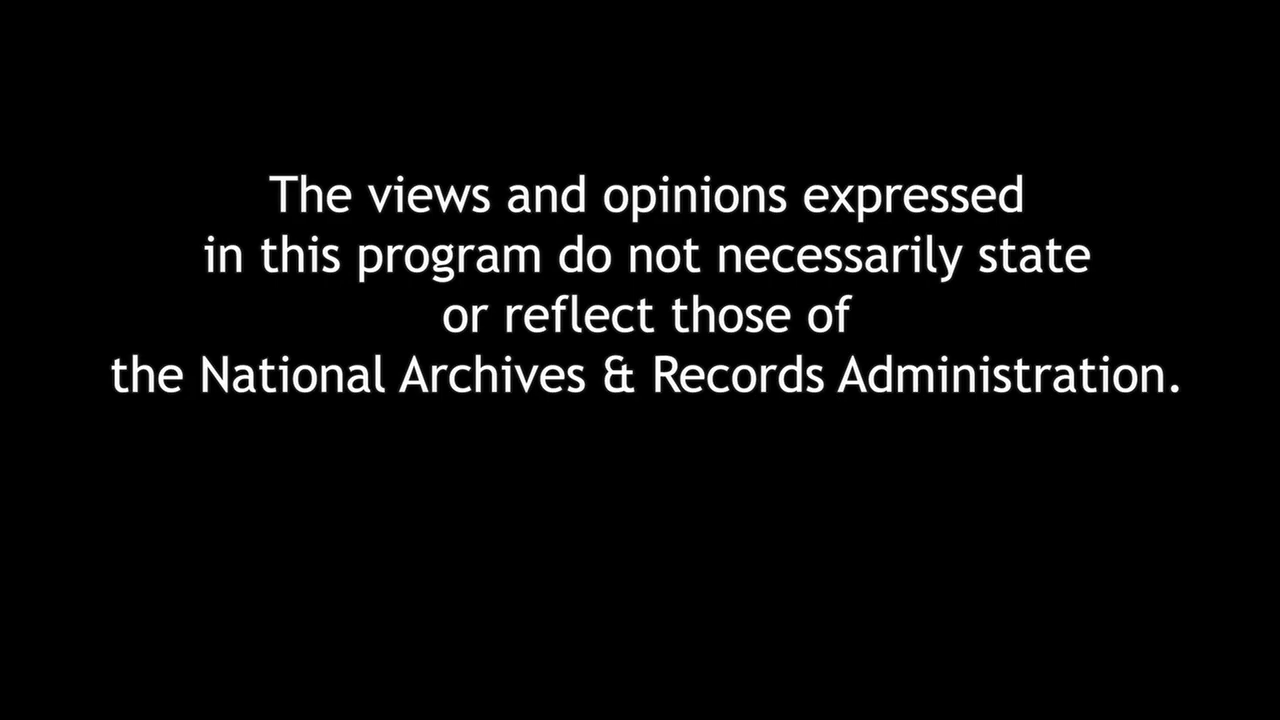 The views and opinions expressed
in this program do not necessarily state
or reflect those of
the National Archives & Records Administration.